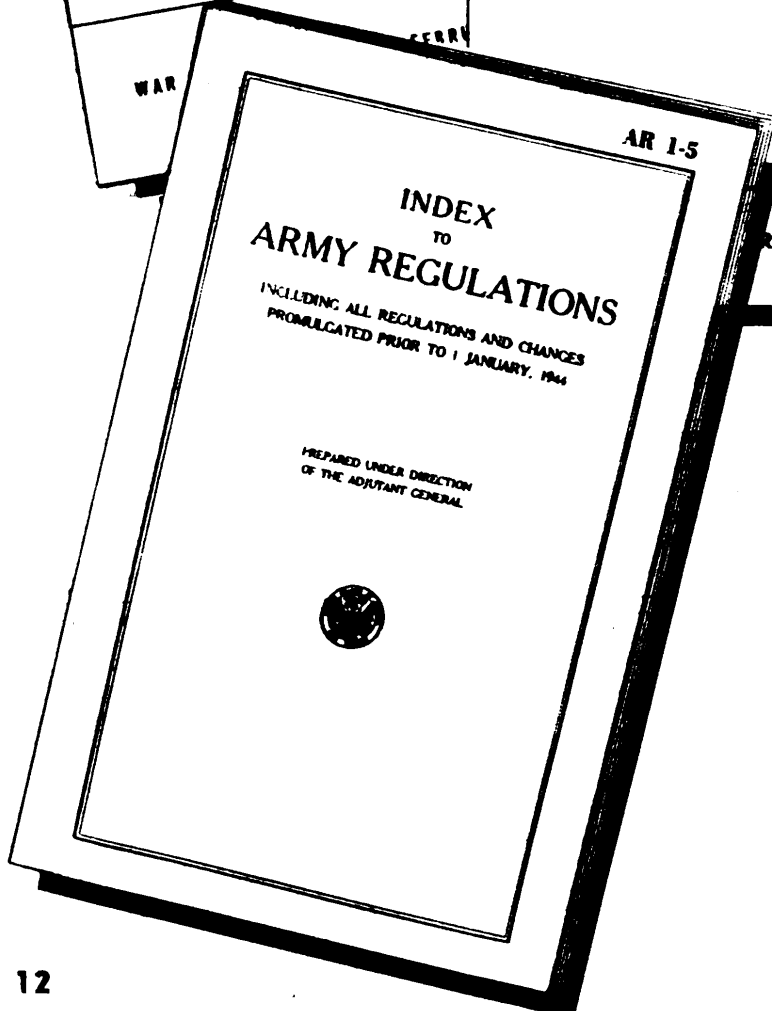 WAR
AR 1-5
INDEX
TO
ARMY REGULATIONS
INCLUDING ALL REGULATIONS AND CHANGES
PROMULGATED PRIOR TO 1 JANUARY, 1944
PREPARED UNDER DIRECTION
OF THE ADJUTANT GENERAL
12